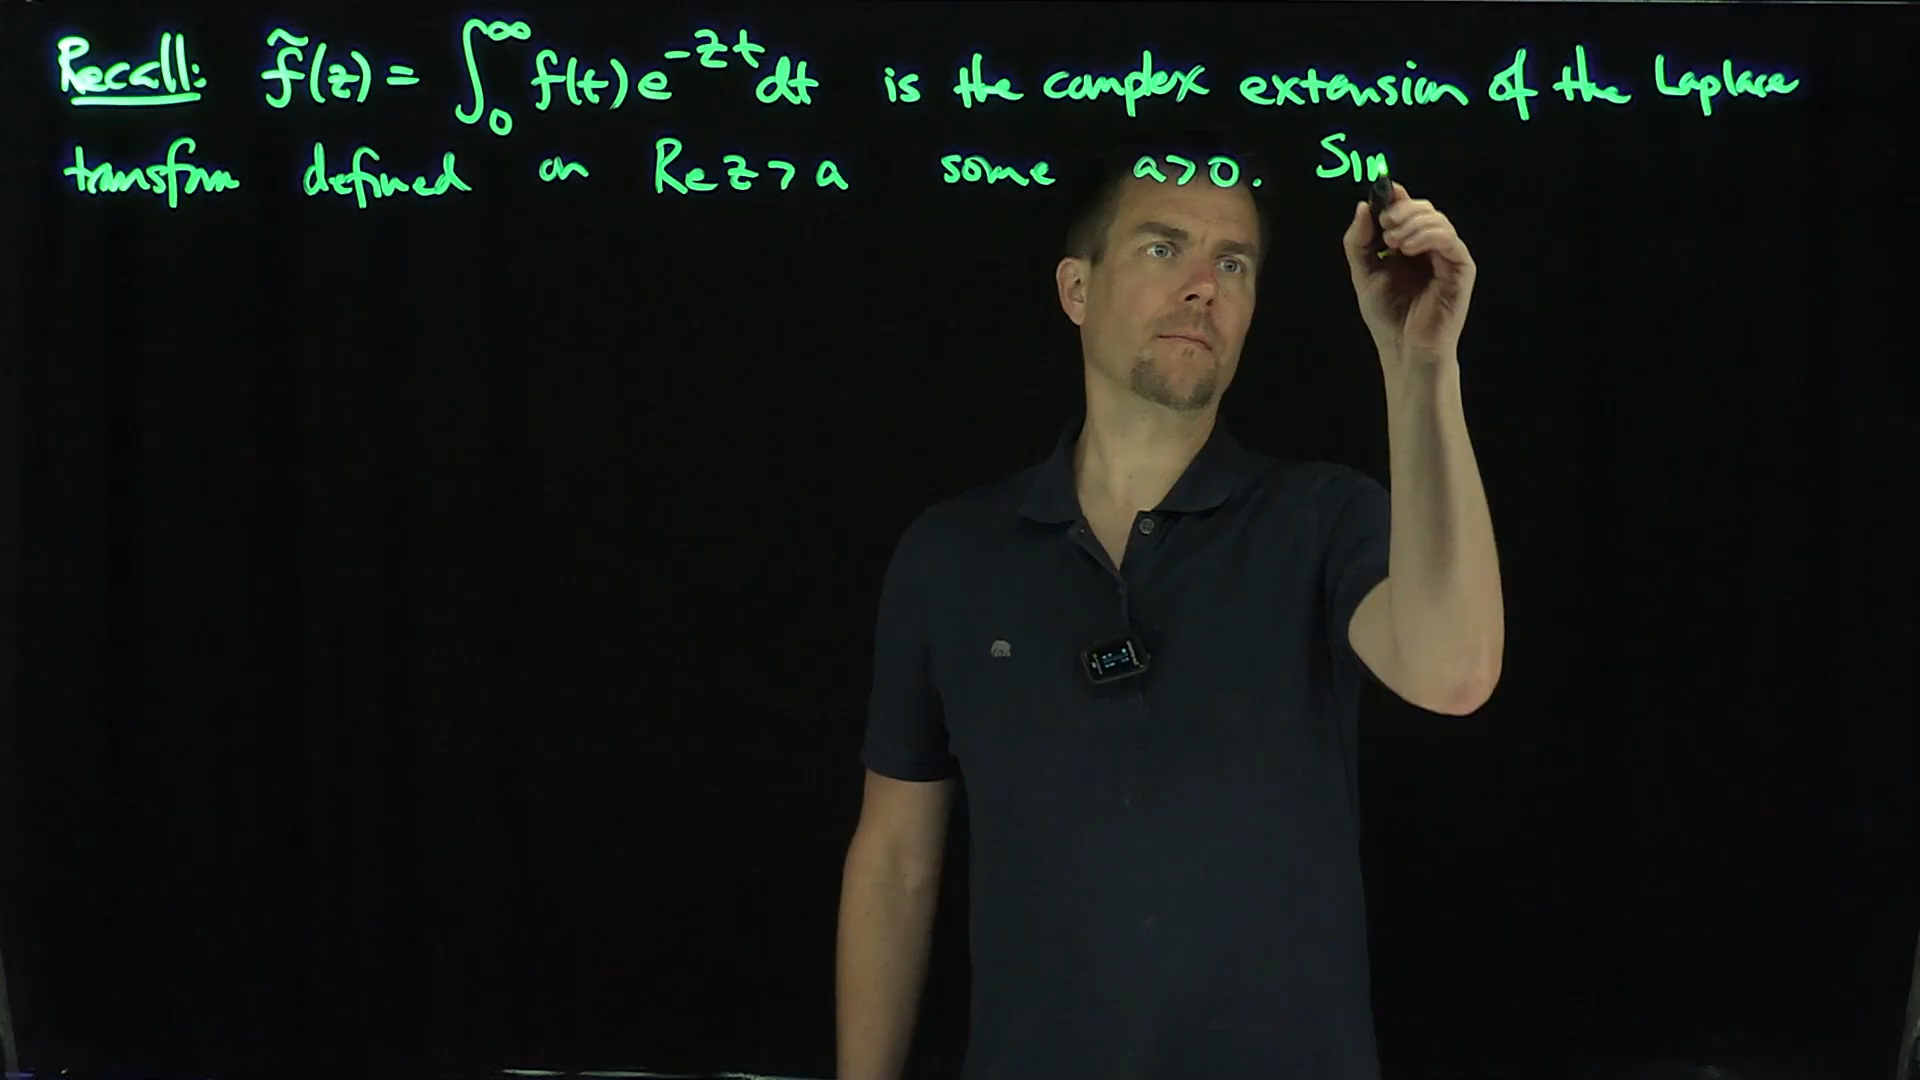 Recall: f̃(z) = ∫₀^∞ f(t) e^{-zt} dt is the complex extension of the Laplace
transform defined on Re z > a some a > 0. Sin